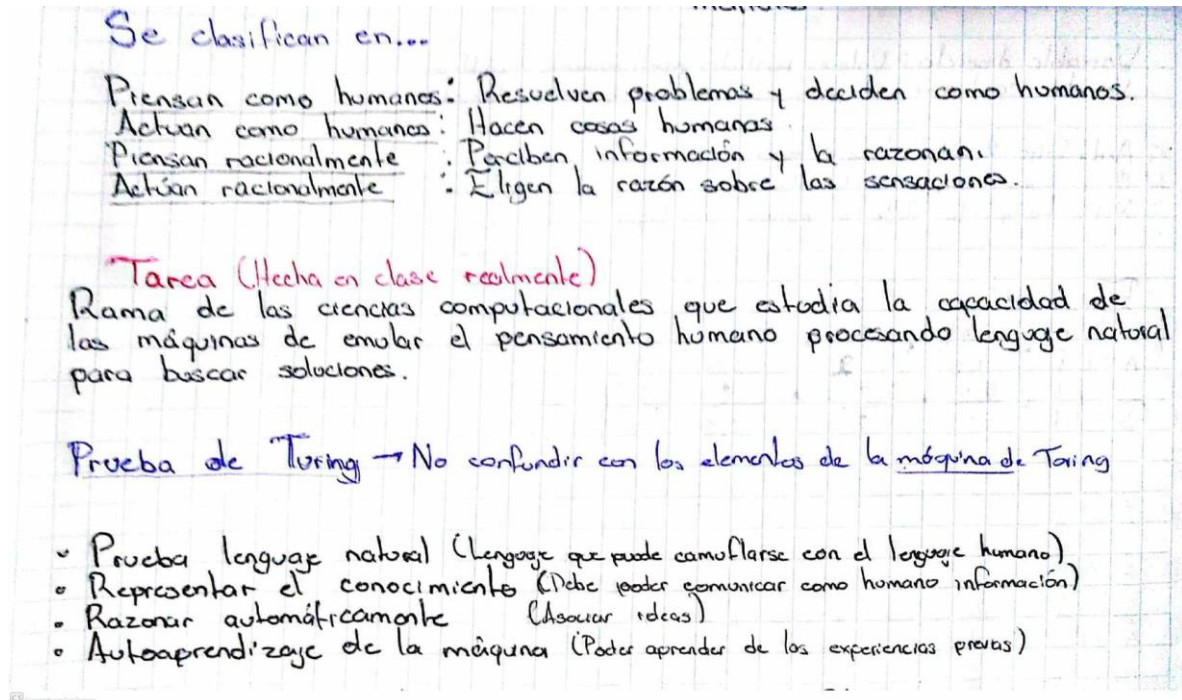 Se clasifican en...
Piensan como humanos: Resuelven problemas y deciden como humanos.
Actuan como humanos: Hacen cosas humanas
Piensan racionalmente : Perciben información y la razonan.
Actúan racionalmente : Eligen la razón sobre las sensaciones.
Tarea (Hecha en clase realmente)
Rama de las ciencias computacionales que estudia la capacidad de
las máquinas de emular el pensamiento humano procesando lenguaje natural
para buscar soluciones.
Prueba de Turing → No confundir con los elementos de la máquina de Turing
• Prueba lenguaje natural (Lenguaje que puede camuflarse con el lenguaje humano)
• Representar el conocimiento (Debe poder comunicar como humano información)
• Razonar automáticamente (Asociar ideas)
• Autoaprendizaje de la máquina (Poder aprender de las experiencias previas)